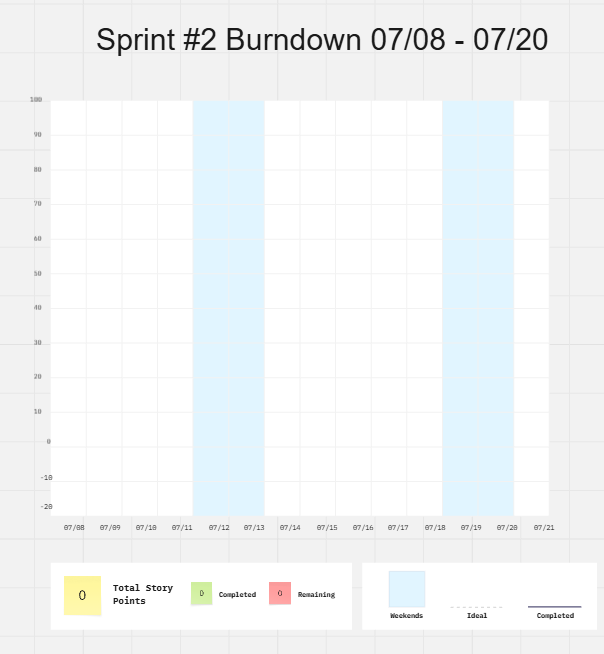 Sprint #2 Burndown 07/08 - 07/20
100
90
80
70
60
50
40
30
20
10
0
-10
-20
07/08 07/09 07/10 07/11 07/12 07/13 07/14 07/15 07/16 07/17 07/18 07/19 07/20 07/21
0 Total Story Points
0 Completed
0 Remaining
Weekends
Ideal
Completed